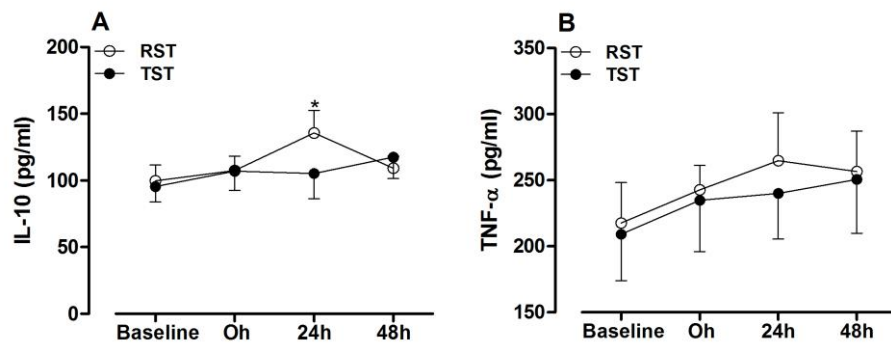 A
RST
TST
IL-10 (pg/ml)
200
150
100
50
0
*
Baseline Oh 24h 48h
B
RST
TST
TNF-α (pg/ml)
350
300
250
200
150
Baseline Oh 24h 48h